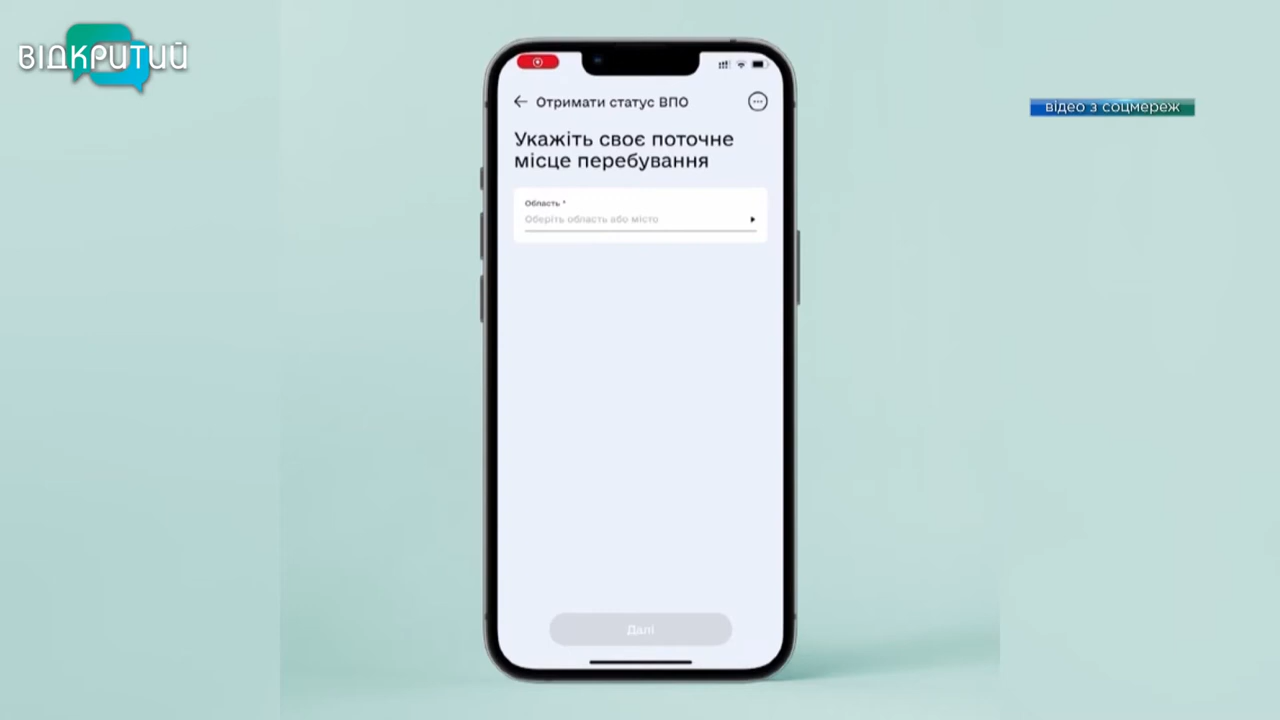 ВІДКРИТИЙ
відео з соцмереж
Отримати статус ВПО
Укажіть своє поточне
місце перебування
Область *
Оберіть область або місто
Далі